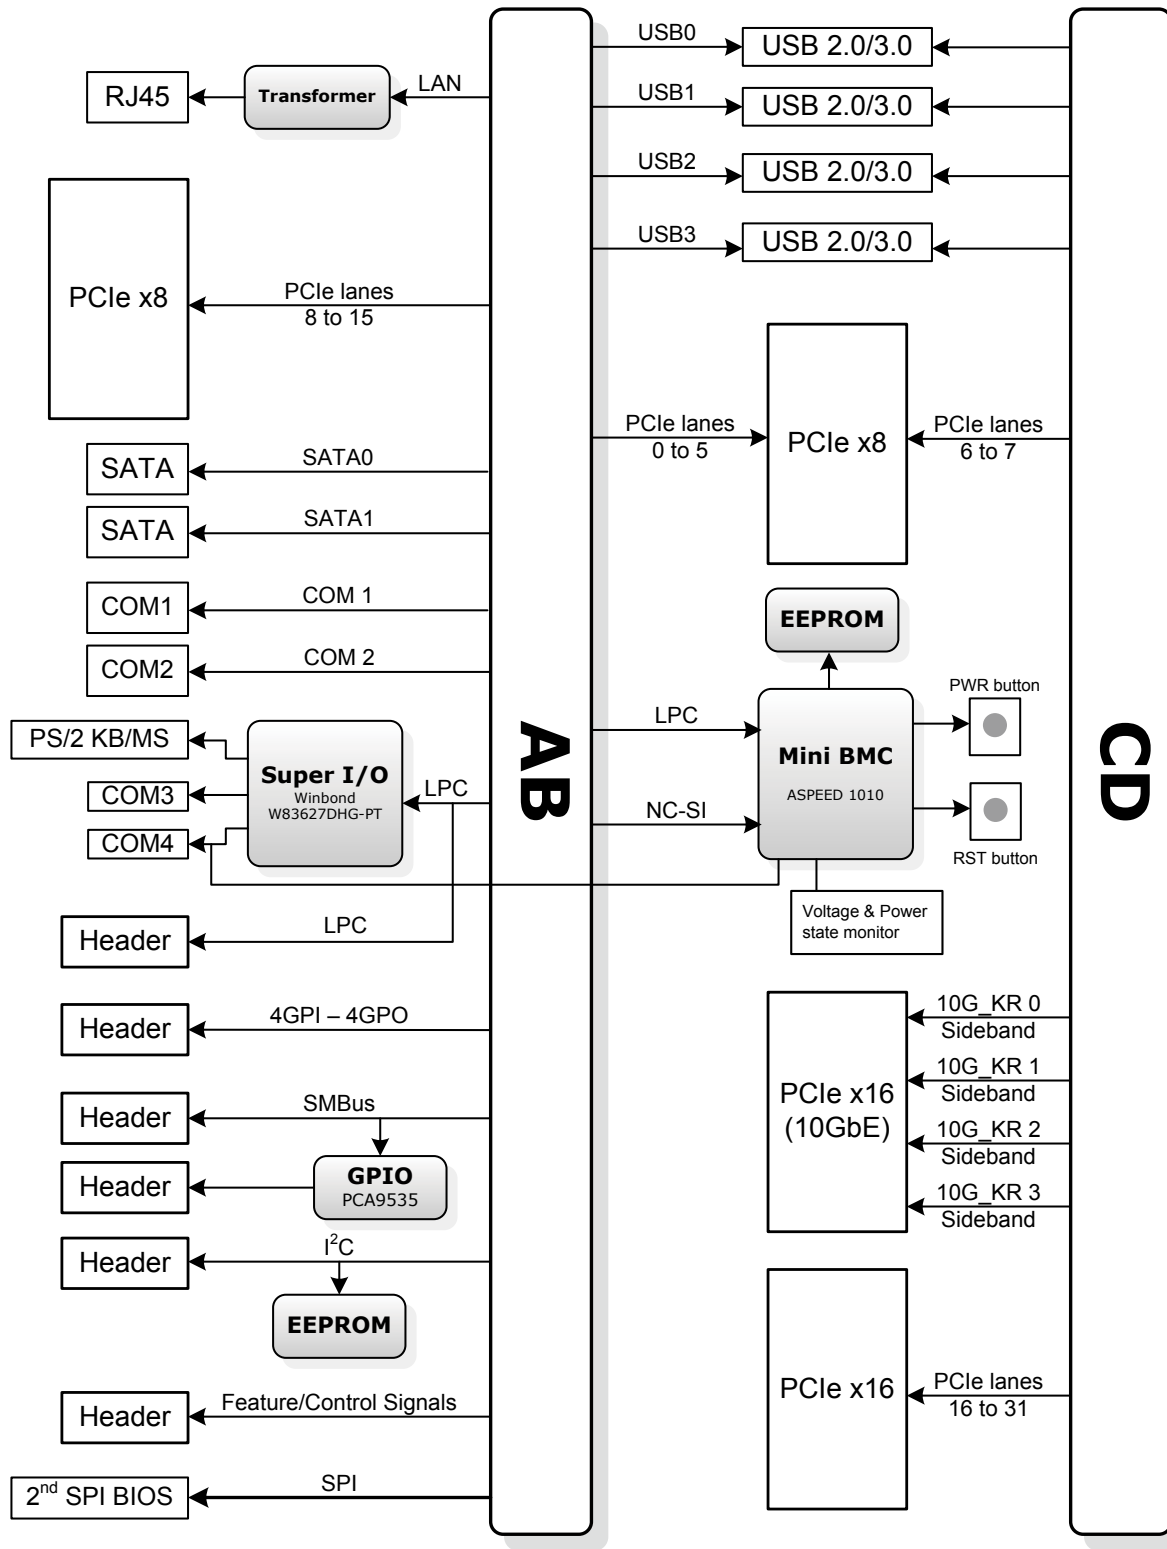 USB0
USB 2.0/3.0
RJ45
Transformer
LAN
USB1
USB 2.0/3.0
USB2
USB 2.0/3.0
USB3
USB 2.0/3.0
PCIe x8
PCIe lanes
8 to 15
PCIe lanes
0 to 5
PCIe x8
PCIe lanes
6 to 7
SATA
SATA0
SATA
SATA1
COM1
COM 1
COM2
COM 2
EEPROM
PS/2 KB/MS
COM3
COM4
Super I/O
Winbond
W83627DHG-PT
LPC
AB
LPC
NC-SI
Mini BMC
ASPEED 1010
PWR button
RST button
CD
Voltage & Power
state monitor
Header
LPC
Header
4GPI – 4GPO
Header
SMBus
Header
GPIO
PCA9535
Header
I²C
EEPROM
PCIe x16
(10GbE)
10G_KR 0
Sideband
10G_KR 1
Sideband
10G_KR 2
Sideband
10G_KR 3
Sideband
Header
Feature/Control Signals
PCIe x16
PCIe lanes
16 to 31
2nd SPI BIOS
SPI